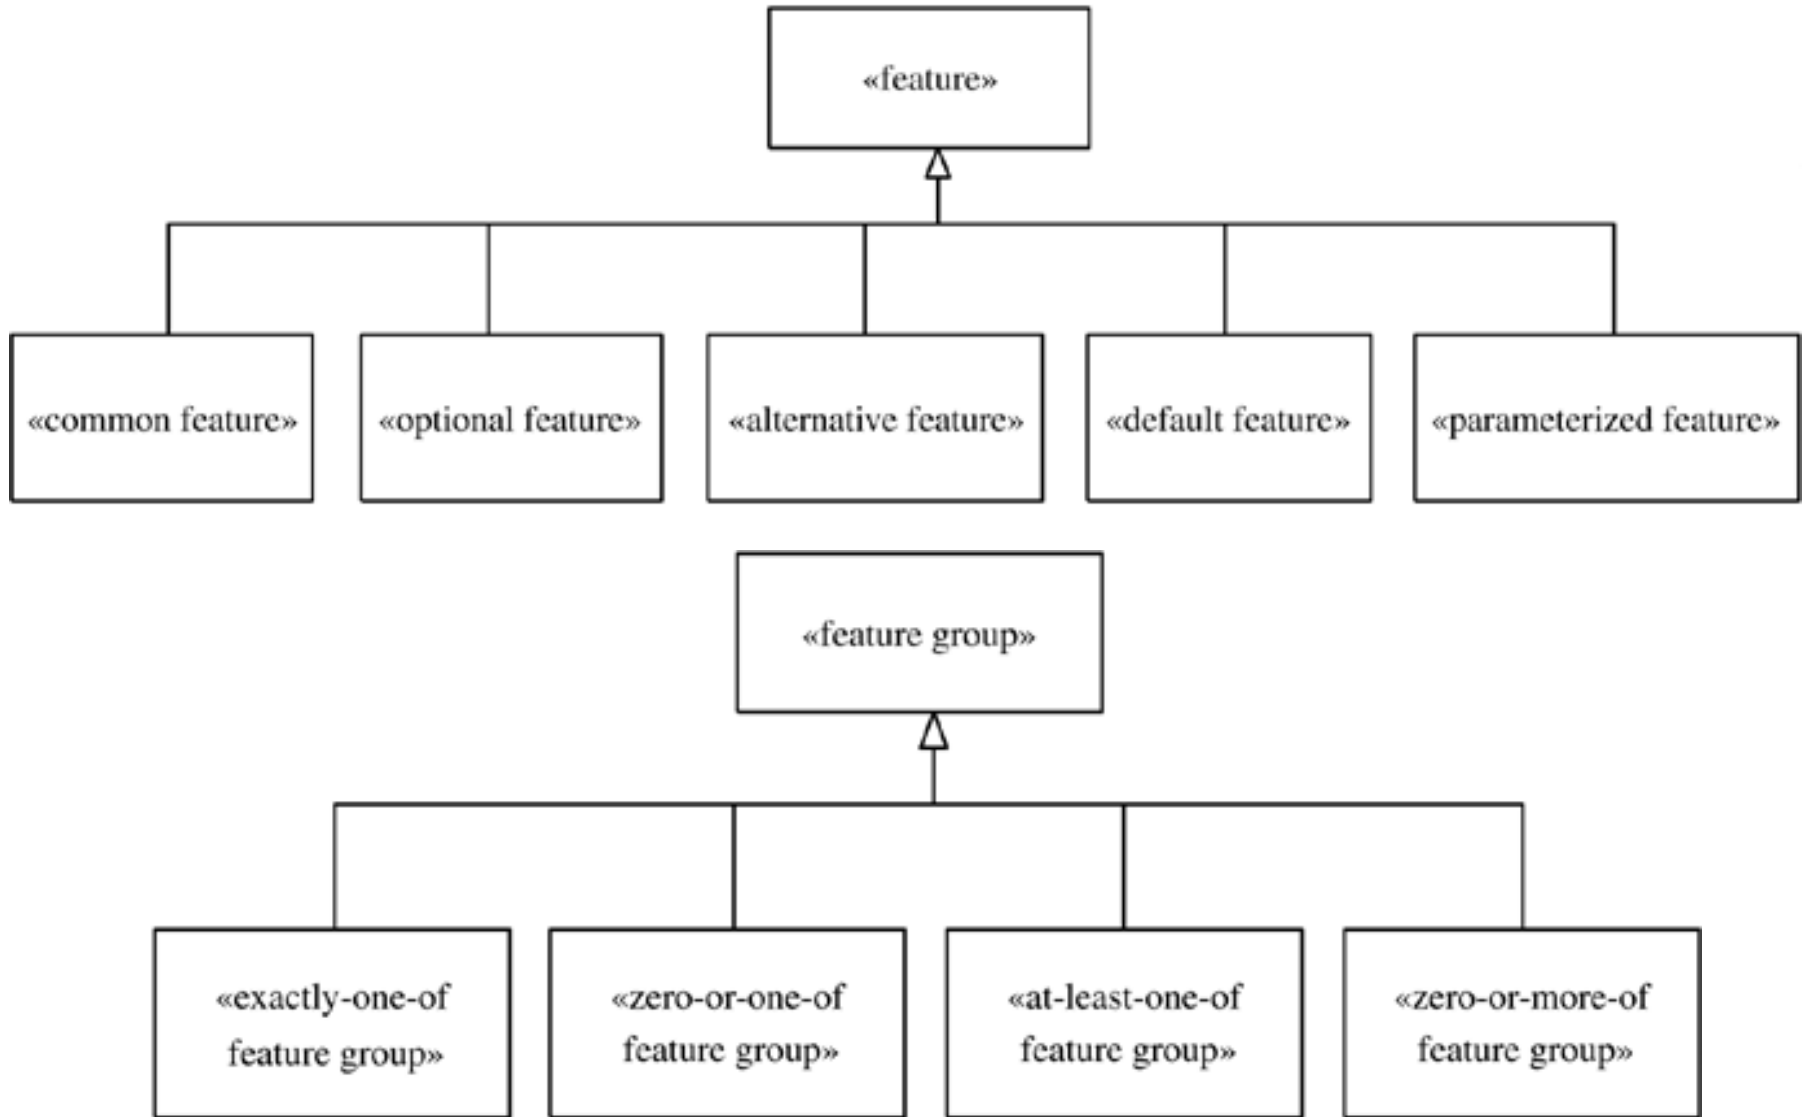 «feature»
«common feature»
«optional feature»
«alternative feature»
«default feature»
«parameterized feature»
«feature group»
«exactly-one-of
feature group»
«zero-or-one-of
feature group»
«at-least-one-of
feature group»
«zero-or-more-of
feature group»